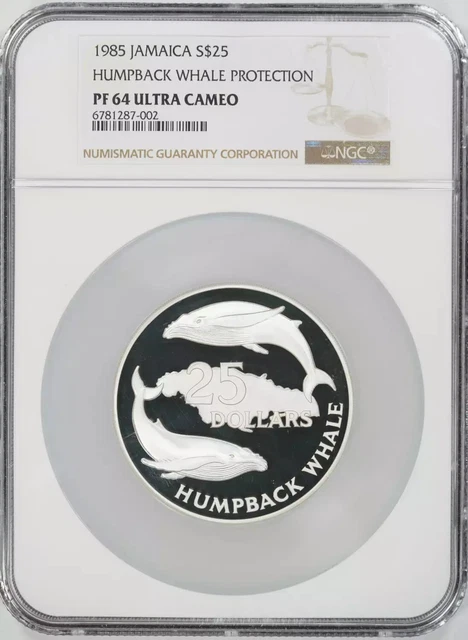 1985 JAMAICA S$25
HUMPBACK WHALE PROTECTION
PF 64 ULTRA CAMEO
6781287-002
NUMISMATIC GUARANTY CORPORATION
NGC
25
DOLLARS
HUMPBACK WHALE